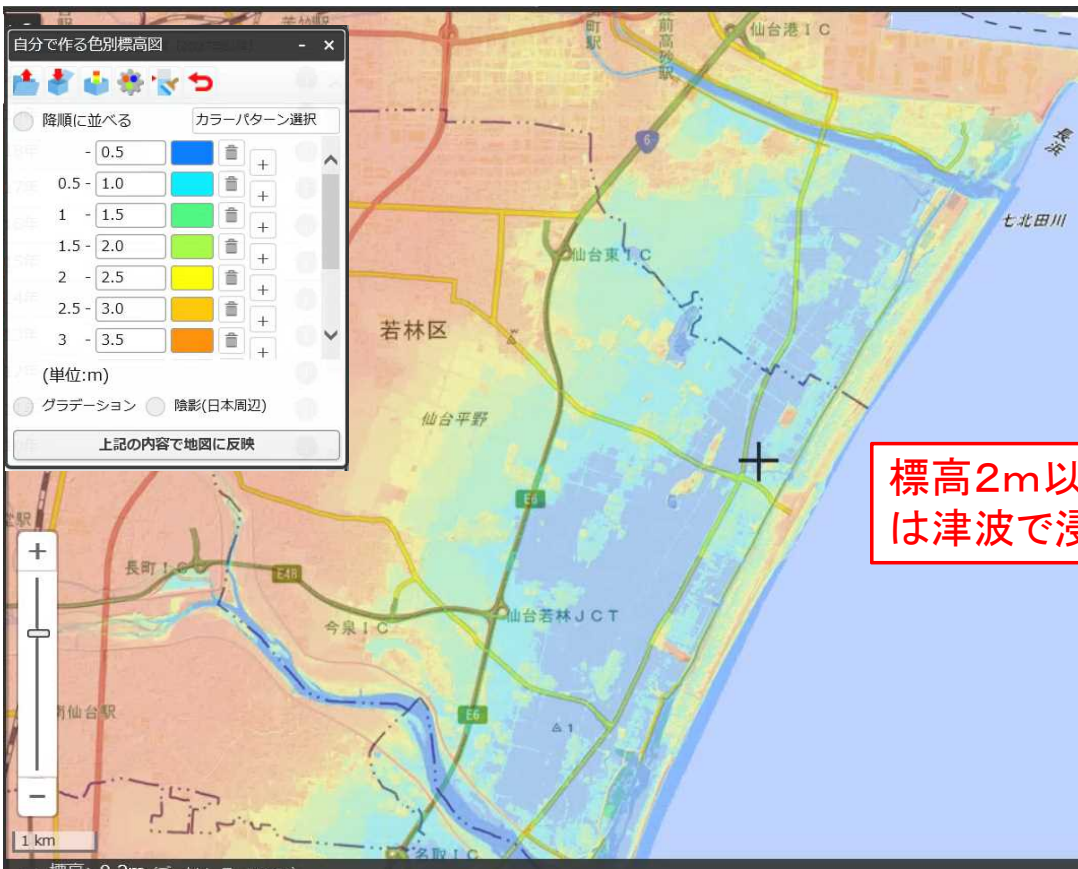 自分で作る色別標高図 - ×
降順に並べる カラーパターン選択
- 0.5
+
0.5 - 1.0
+
1 - 1.5
+
1.5 - 2.0
+
2 - 2.5
+
2.5 - 3.0
+
3 - 3.5
+
(単位:m)
グラデーション 陰影(日本周辺)
上記の内容で地図に反映
仙台港IC
6
長浜
七北田川
仙台東IC
若林区
仙台平野
標高2m以
は津波で浸
E6
+
長町IC
E48
今泉IC
仙台若林JCT
南仙台駅
E6
1
−
1 km
名取IC